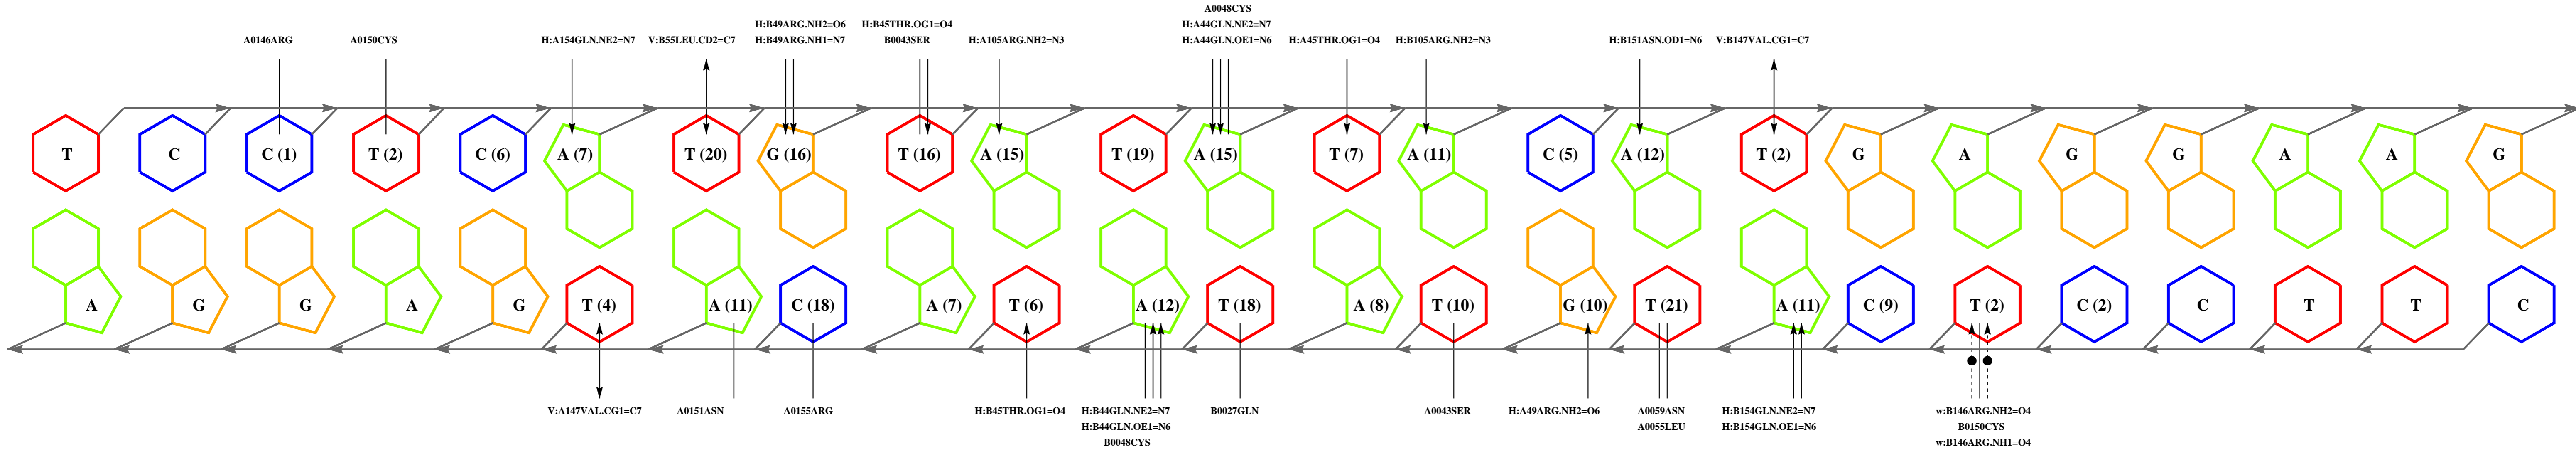 A0048CYS
H:B49ARG.NH2=O6 H:B45THR.OG1=O4 H:A44GLN.NE2=N7
A0146ARG A0150CYS H:A154GLN.NE2=N7 V:B55LEU.CD2=C7 H:B49ARG.NH1=N7 B0043SER H:A105ARG.NH2=N3 H:A44GLN.OE1=N6 H:A45THR.OG1=O4 H:B105ARG.NH2=N3 H:B151ASN.OD1=N6 V:B147VAL.CG1=C7
T C C (1) T (2) C (6) A (7) T (20) G (16) T (16) A (15) T (19) A (15) T (7) A (11) C (5) A (12) T (2) G A G G A A G
A G G A G T (4) A (11) C (18) A (7) T (6) A (12) T (18) A (8) T (10) G (10) T (21) A (11) C (9) T (2) C (2) C T T C
V:A147VAL.CG1=C7 A0151ASN A0155ARG H:B45THR.OG1=O4 H:B44GLN.NE2=N7 B0027GLN A0043SER H:A49ARG.NH2=O6 A0059ASN H:B154GLN.NE2=N7 w:B146ARG.NH2=O4
H:B44GLN.OE1=N6 A0055LEU H:B154GLN.OE1=N6 B0150CYS
B0048CYS w:B146ARG.NH1=O4